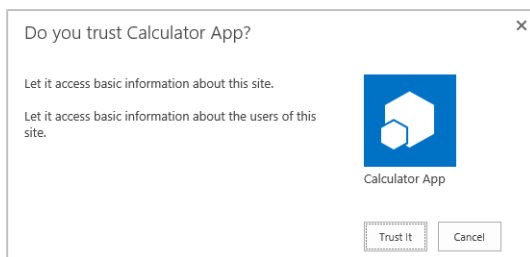 Do you trust Calculator App?
Let it access basic information about this site.
Let it access basic information about the users of this
site.
Calculator App
Trust It
Cancel